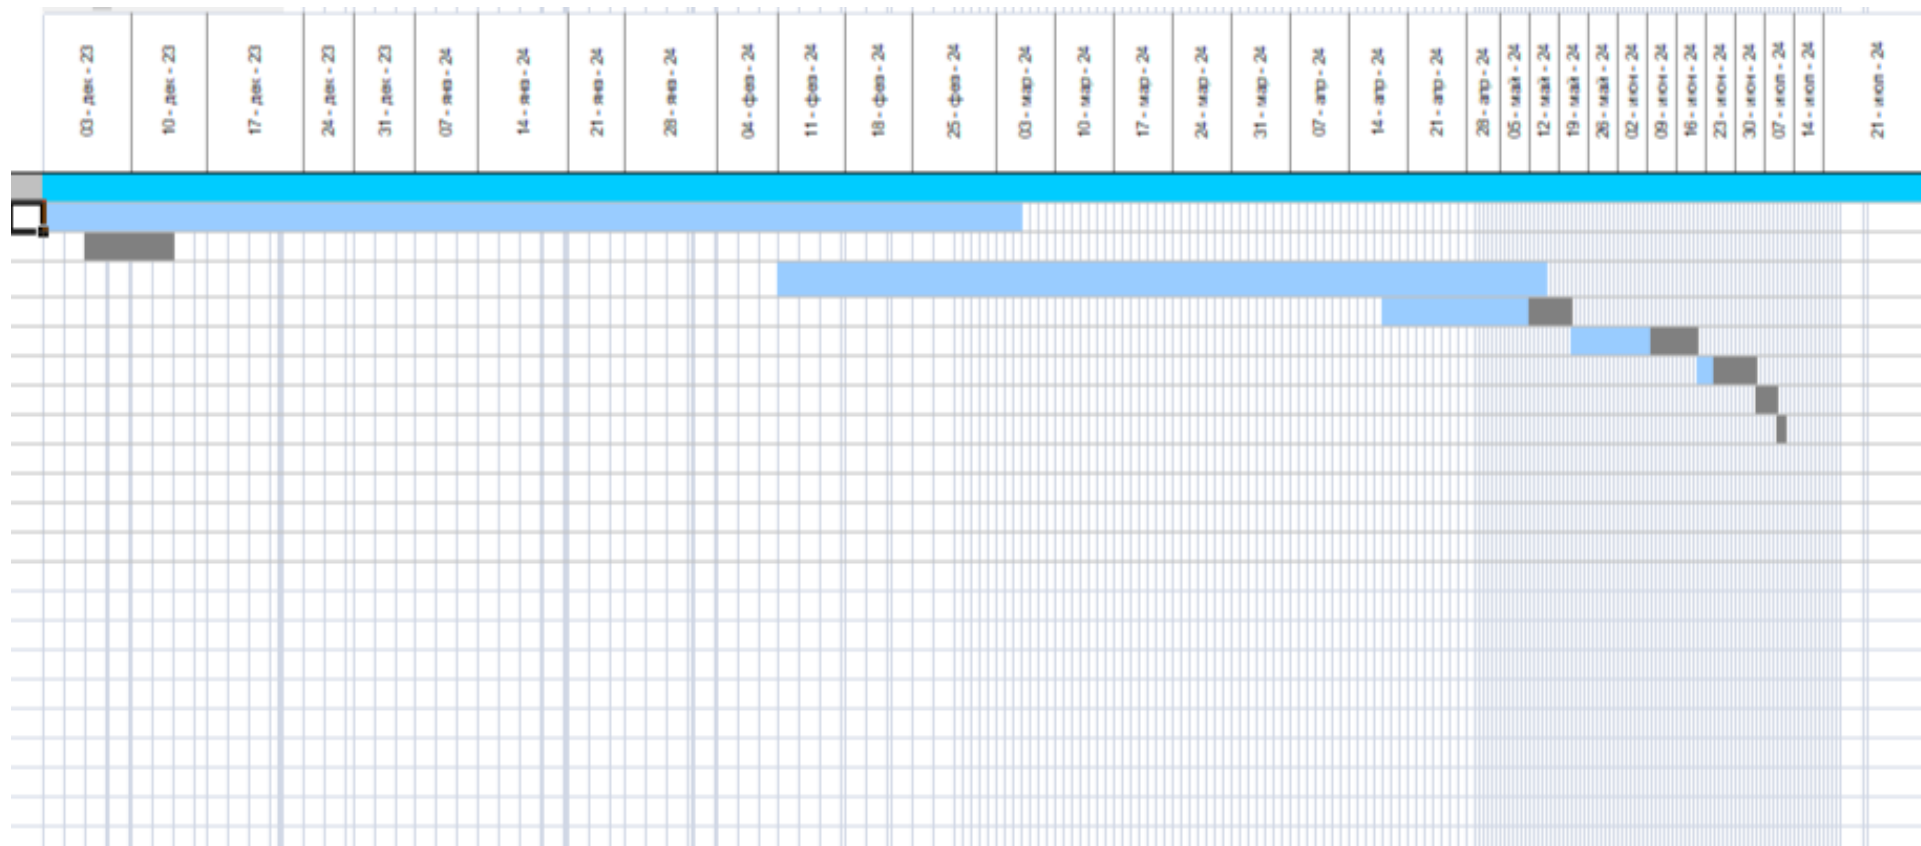 03 - дек - 23
10 - дек - 23
17 - дек - 23
24 - дек - 23
31 - дек - 23
07 - янв - 24
14 - янв - 24
21 - янв - 24
28 - янв - 24
04 - фев - 24
11 - фев - 24
18 - фев - 24
25 - фев - 24
03 - мар - 24
10 - мар - 24
17 - мар - 24
24 - мар - 24
31 - мар - 24
07 - апр - 24
14 - апр - 24
21 - апр - 24
28 - апр - 24
05 - май - 24
12 - май - 24
19 - май - 24
26 - май - 24
02 - июн - 24
09 - июн - 24
16 - июн - 24
23 - июн - 24
30 - июн - 24
07 - июл - 24
14 - июл - 24
21 - июл - 24